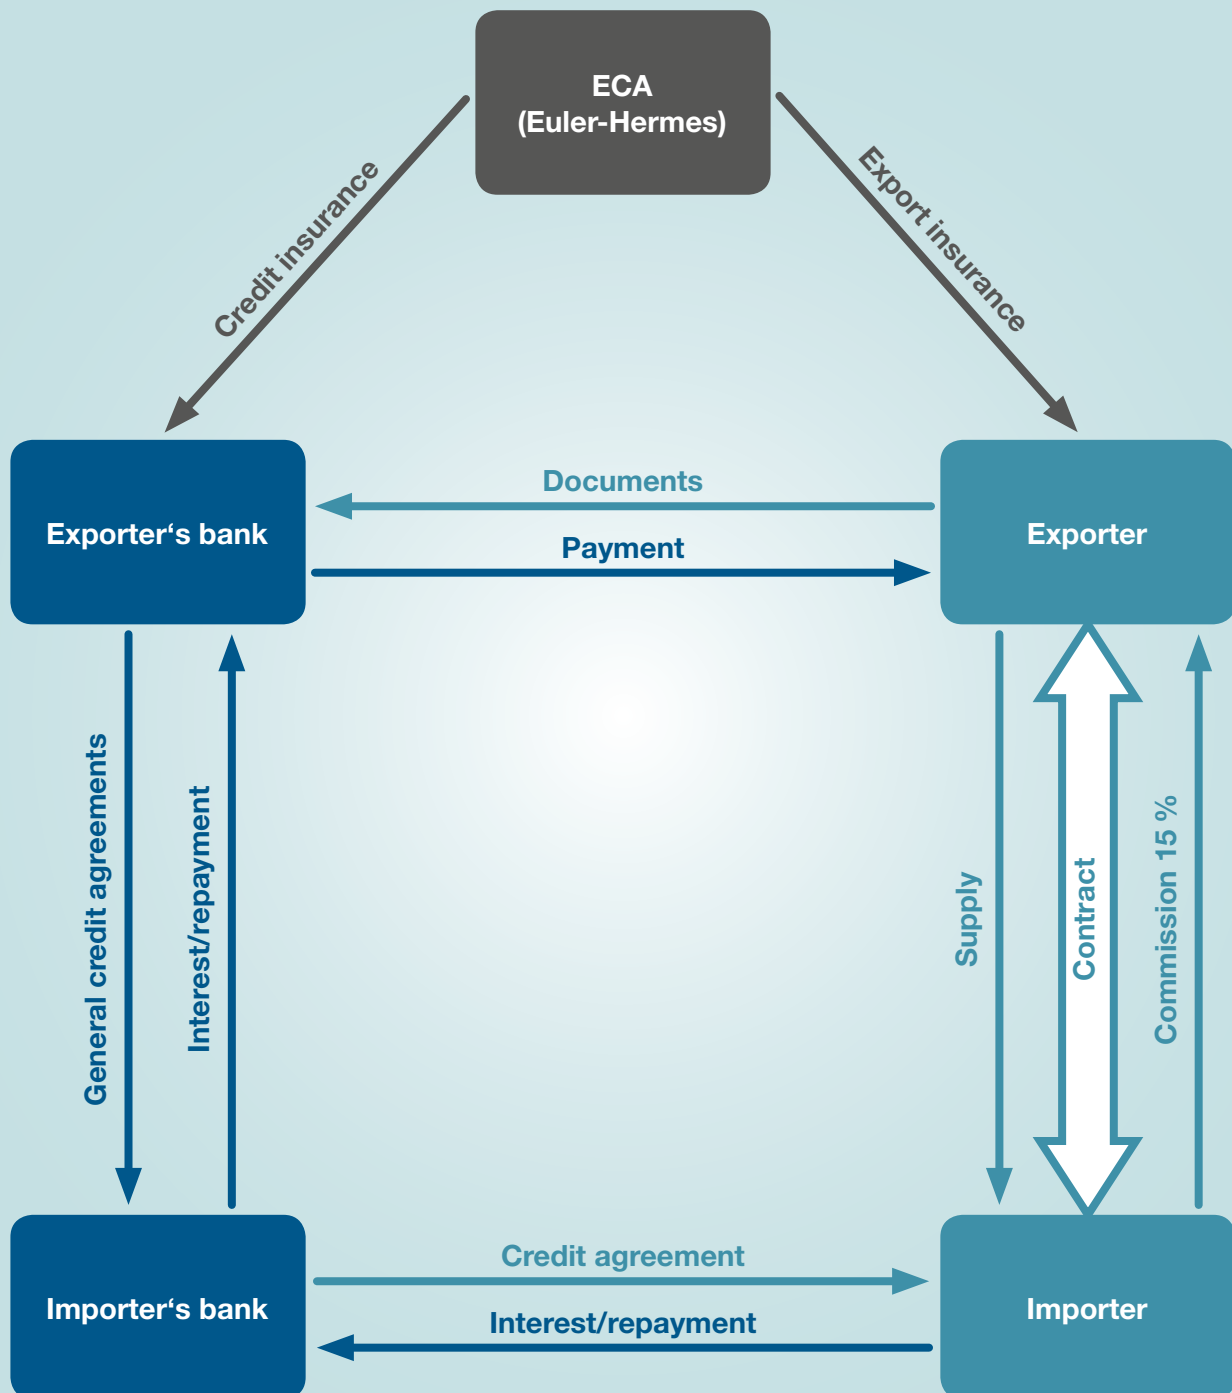 ECA
(Euler-Hermes)
Credit insurance
Export insurance
Exporter‘s bank
Documents
Payment
Exporter
General credit agreements
Interest/repayment
Supply
Contract
Commission 15 %
Importer‘s bank
Credit agreement
Interest/repayment
Importer